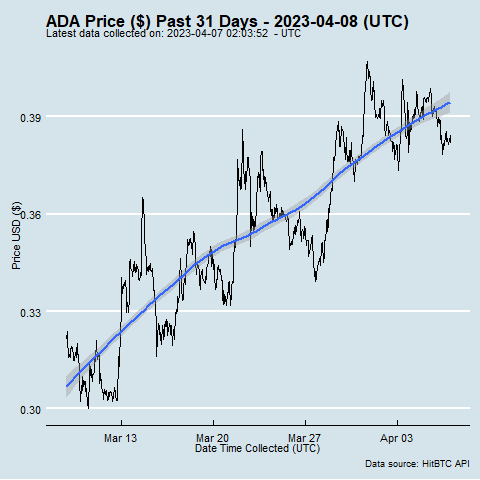 ADA Price ($) Past 31 Days - 2023-04-08 (UTC)
Latest data collected on: 2023-04-07 02:03:52 - UTC
Price USD ($)
0.39
0.36
0.33
0.30
Mar 13 Mar 20 Mar 27 Apr 03
Date Time Collected (UTC)
Data source: HitBTC API